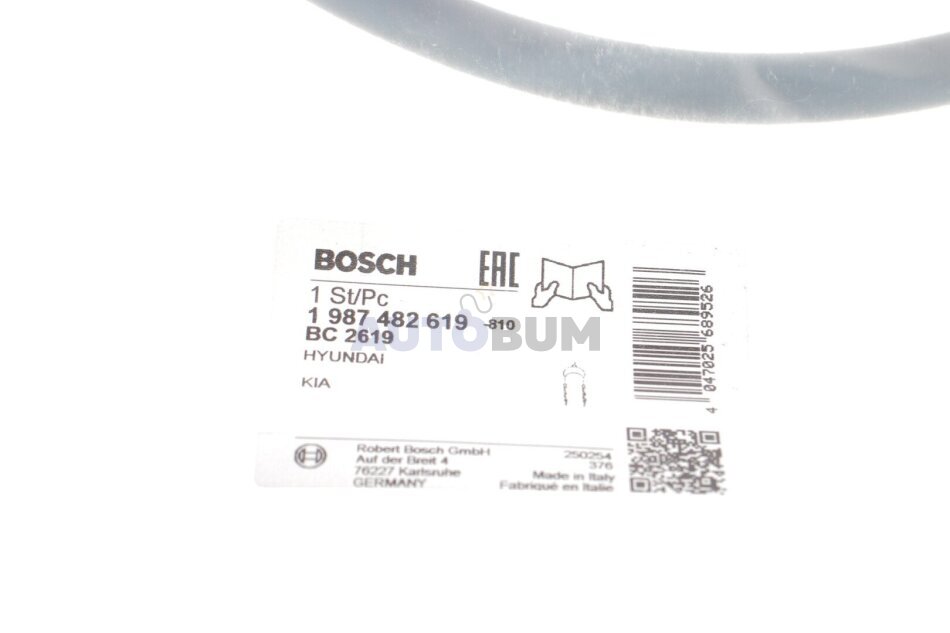 BOSCH
EAC
1 St/Pc
1 987 482 619 -810
AUTOBUM
BC 2619
HYUNDAI
KIA
4 047025 689526
Robert Bosch GmbH
Auf der Breit 4
76227 Karlsruhe
GERMANY
250254
376
Made in Italy
Fabriqué en Italie